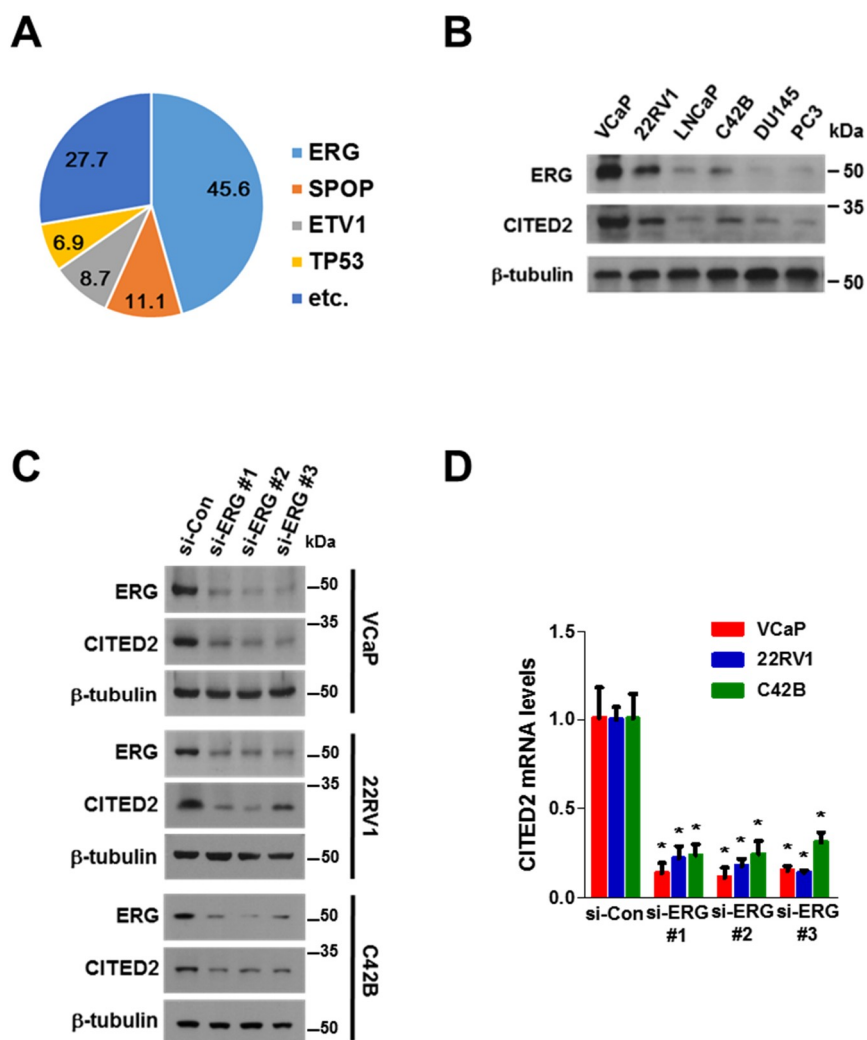 A
45.6
11.1
8.7
6.9
27.7
ERG
SPOP
ETV1
TP53
etc.
B
VCaP 22RV1 LNCaP C42B DU145 PC3 kDa
ERG – 50
35
CITED2
β-tubulin – 50
C
si-Con si-ERG #1 si-ERG #2 si-ERG #3 kDa
ERG –50
–35
CITED2
β-tubulin –50
VCaP
ERG –50
–35
CITED2
β-tubulin –50
22RV1
ERG –50
–35
CITED2
β-tubulin –50
C42B
D
CITED2 mRNA levels
1.5
1.0
0.5
0.0
VCaP
22RV1
C42B
* * * * * * * * *
si-Con si-ERG si-ERG si-ERG
#1 #2 #3